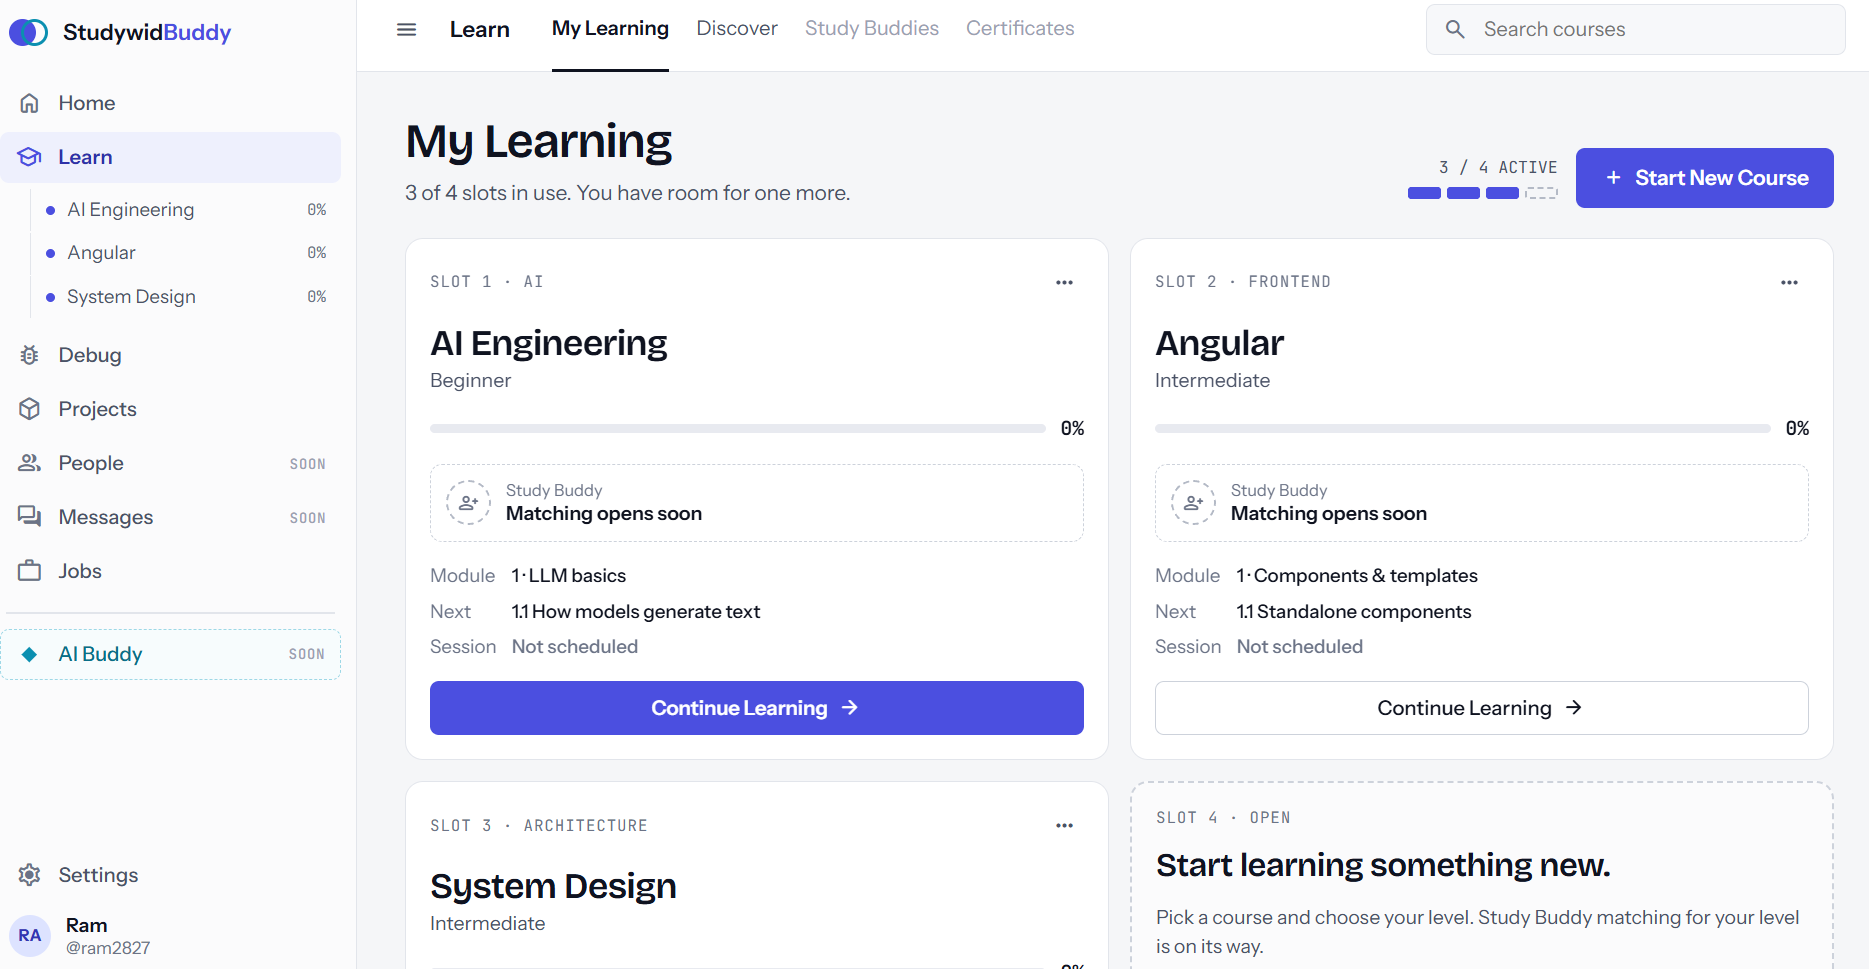 StudywidBuddy
Home
Learn
AI Engineering 0%
Angular 0%
System Design 0%
Debug
Projects
People SOON
Messages SOON
Jobs
AI Buddy SOON
Settings
RA
Ram
@ram2827
Learn My Learning Discover Study Buddies Certificates
Search courses
My Learning
3 of 4 slots in use. You have room for one more.
3 / 4 ACTIVE
+ Start New Course
SLOT 1 · AI
AI Engineering
Beginner
0%
Study Buddy
Matching opens soon
Module 1 · LLM basics
Next 1.1 How models generate text
Session Not scheduled
Continue Learning →
SLOT 2 · FRONTEND
Angular
Intermediate
0%
Study Buddy
Matching opens soon
Module 1 · Components & templates
Next 1.1 Standalone components
Session Not scheduled
Continue Learning →
SLOT 3 · ARCHITECTURE
System Design
Intermediate
0%
SLOT 4 · OPEN
Start learning something new.
Pick a course and choose your level. Study Buddy matching for your level
is on its way.